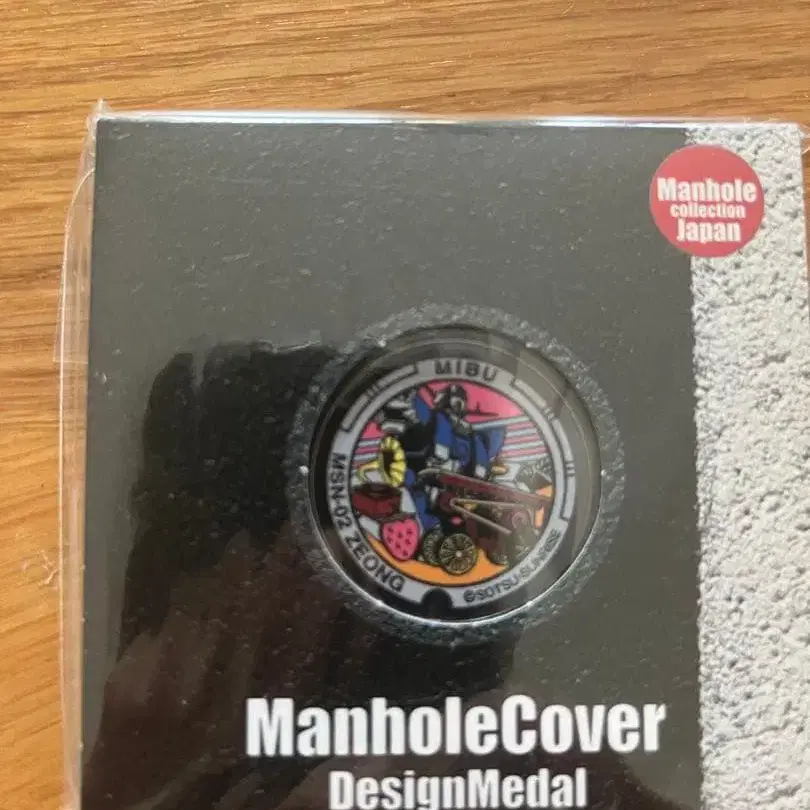 Manhole
collection
Japan
MIBU
MSN-02 ZEONG
©SOTSU・SUNRISE
ManholeCover
DesignMedal